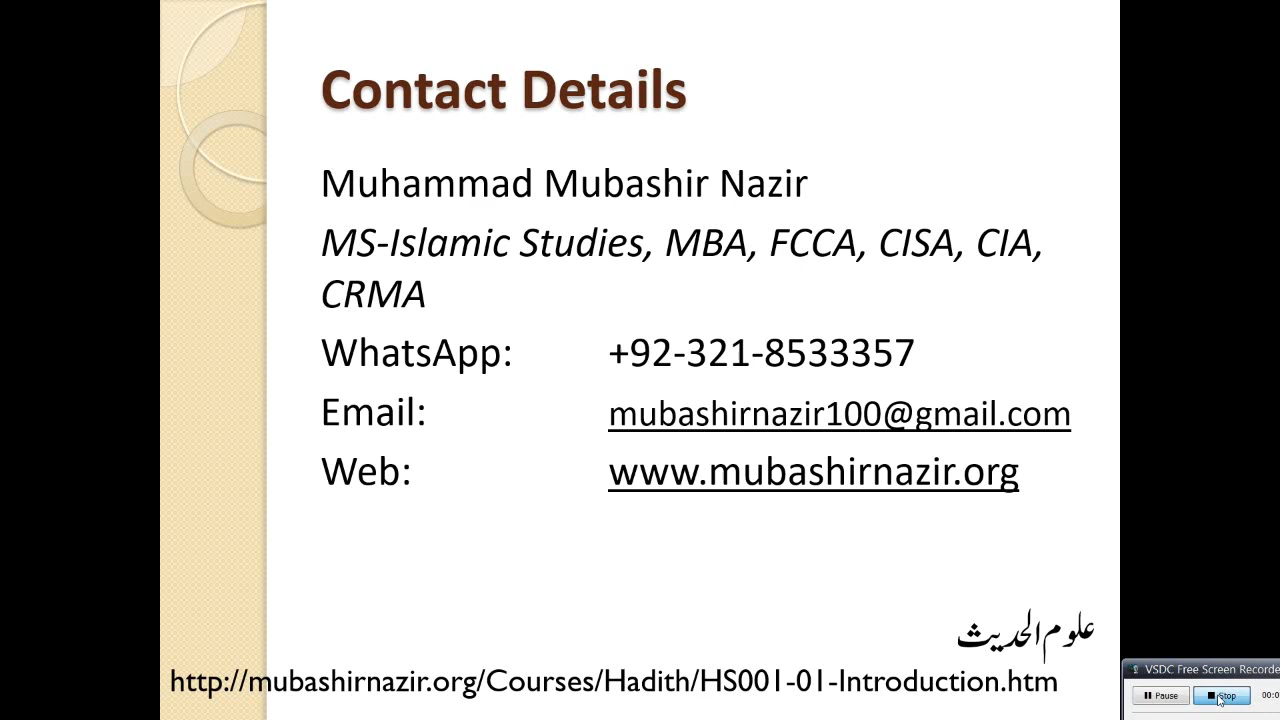 Contact Details
Muhammad Mubashir Nazir
MS-Islamic Studies, MBA, FCCA, CISA, CIA,
CRMA
WhatsApp: +92-321-8533357
Email: mubashirnazir100@gmail.com
Web: www.mubashirnazir.org
علوم الحدیث
http://mubashirnazir.org/Courses/Hadith/HS001-01-Introduction.htm
VSDC Free Screen Recorde
Pause Stop 00:0